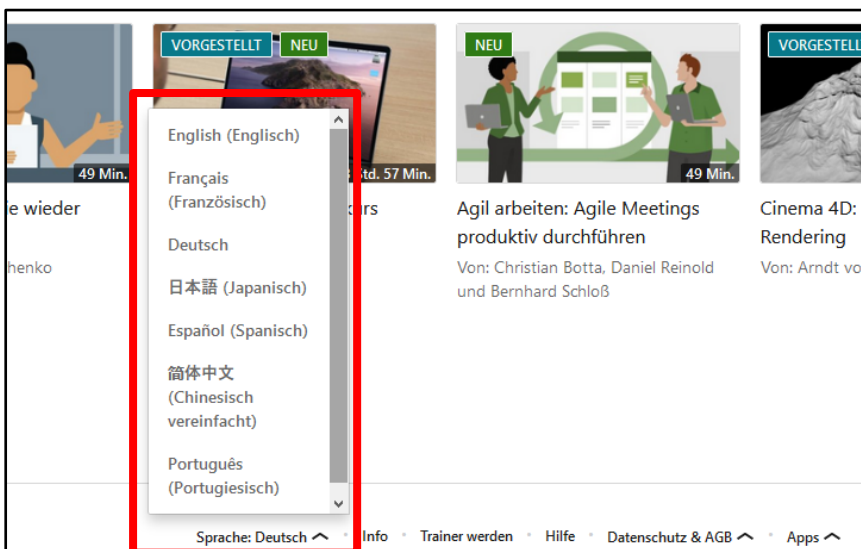 VORGESTELLT
NEU
NEU
VORGESTELL
49 Min.
Std. 57 Min.
49 Min.
ie wieder
urs
Agil arbeiten: Agile Meetings
produktiv durchführen
Cinema 4D:
Rendering
henko
Von: Christian Botta, Daniel Reinold
und Bernhard Schloß
Von: Arndt vo
English (Englisch)
Français
(Französisch)
Deutsch
日本語 (Japanisch)
Español (Spanisch)
简体中文
(Chinesisch
vereinfacht)
Português
(Portugiesisch)
Sprache: Deutsch
Info
Trainer werden
Hilfe
Datenschutz & AGB
Apps